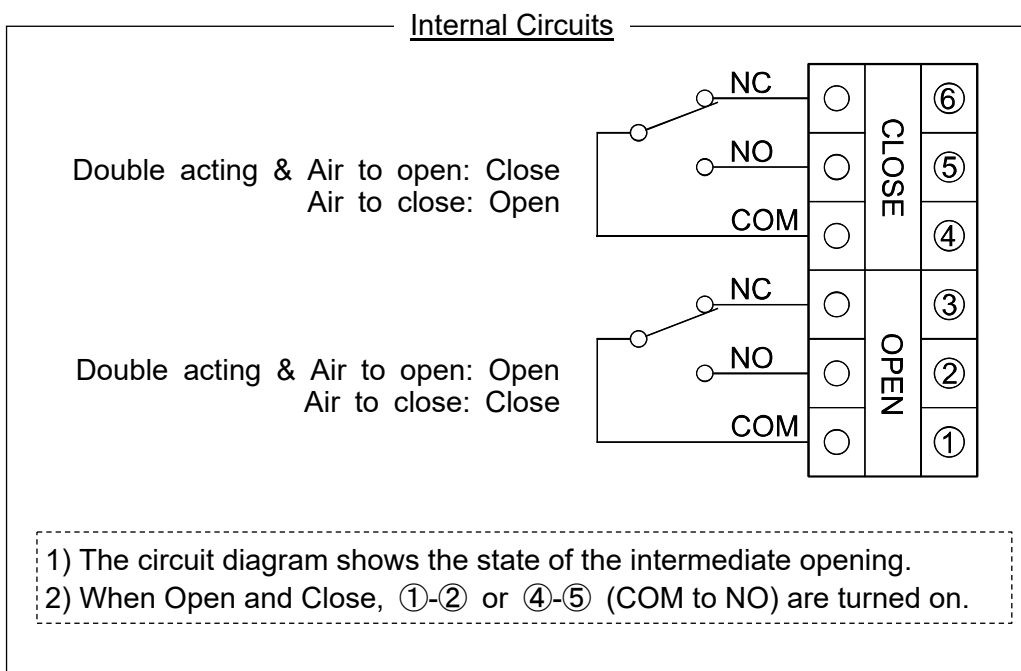 Internal Circuits
Double acting & Air to open: Close
Air to close: Open
NC
NO
COM
CLOSE
⑥
⑤
④
Double acting & Air to open: Open
Air to close: Close
NC
NO
COM
OPEN
③
②
①
1) The circuit diagram shows the state of the intermediate opening.
2) When Open and Close, ①-② or ④-⑤ (COM to NO) are turned on.